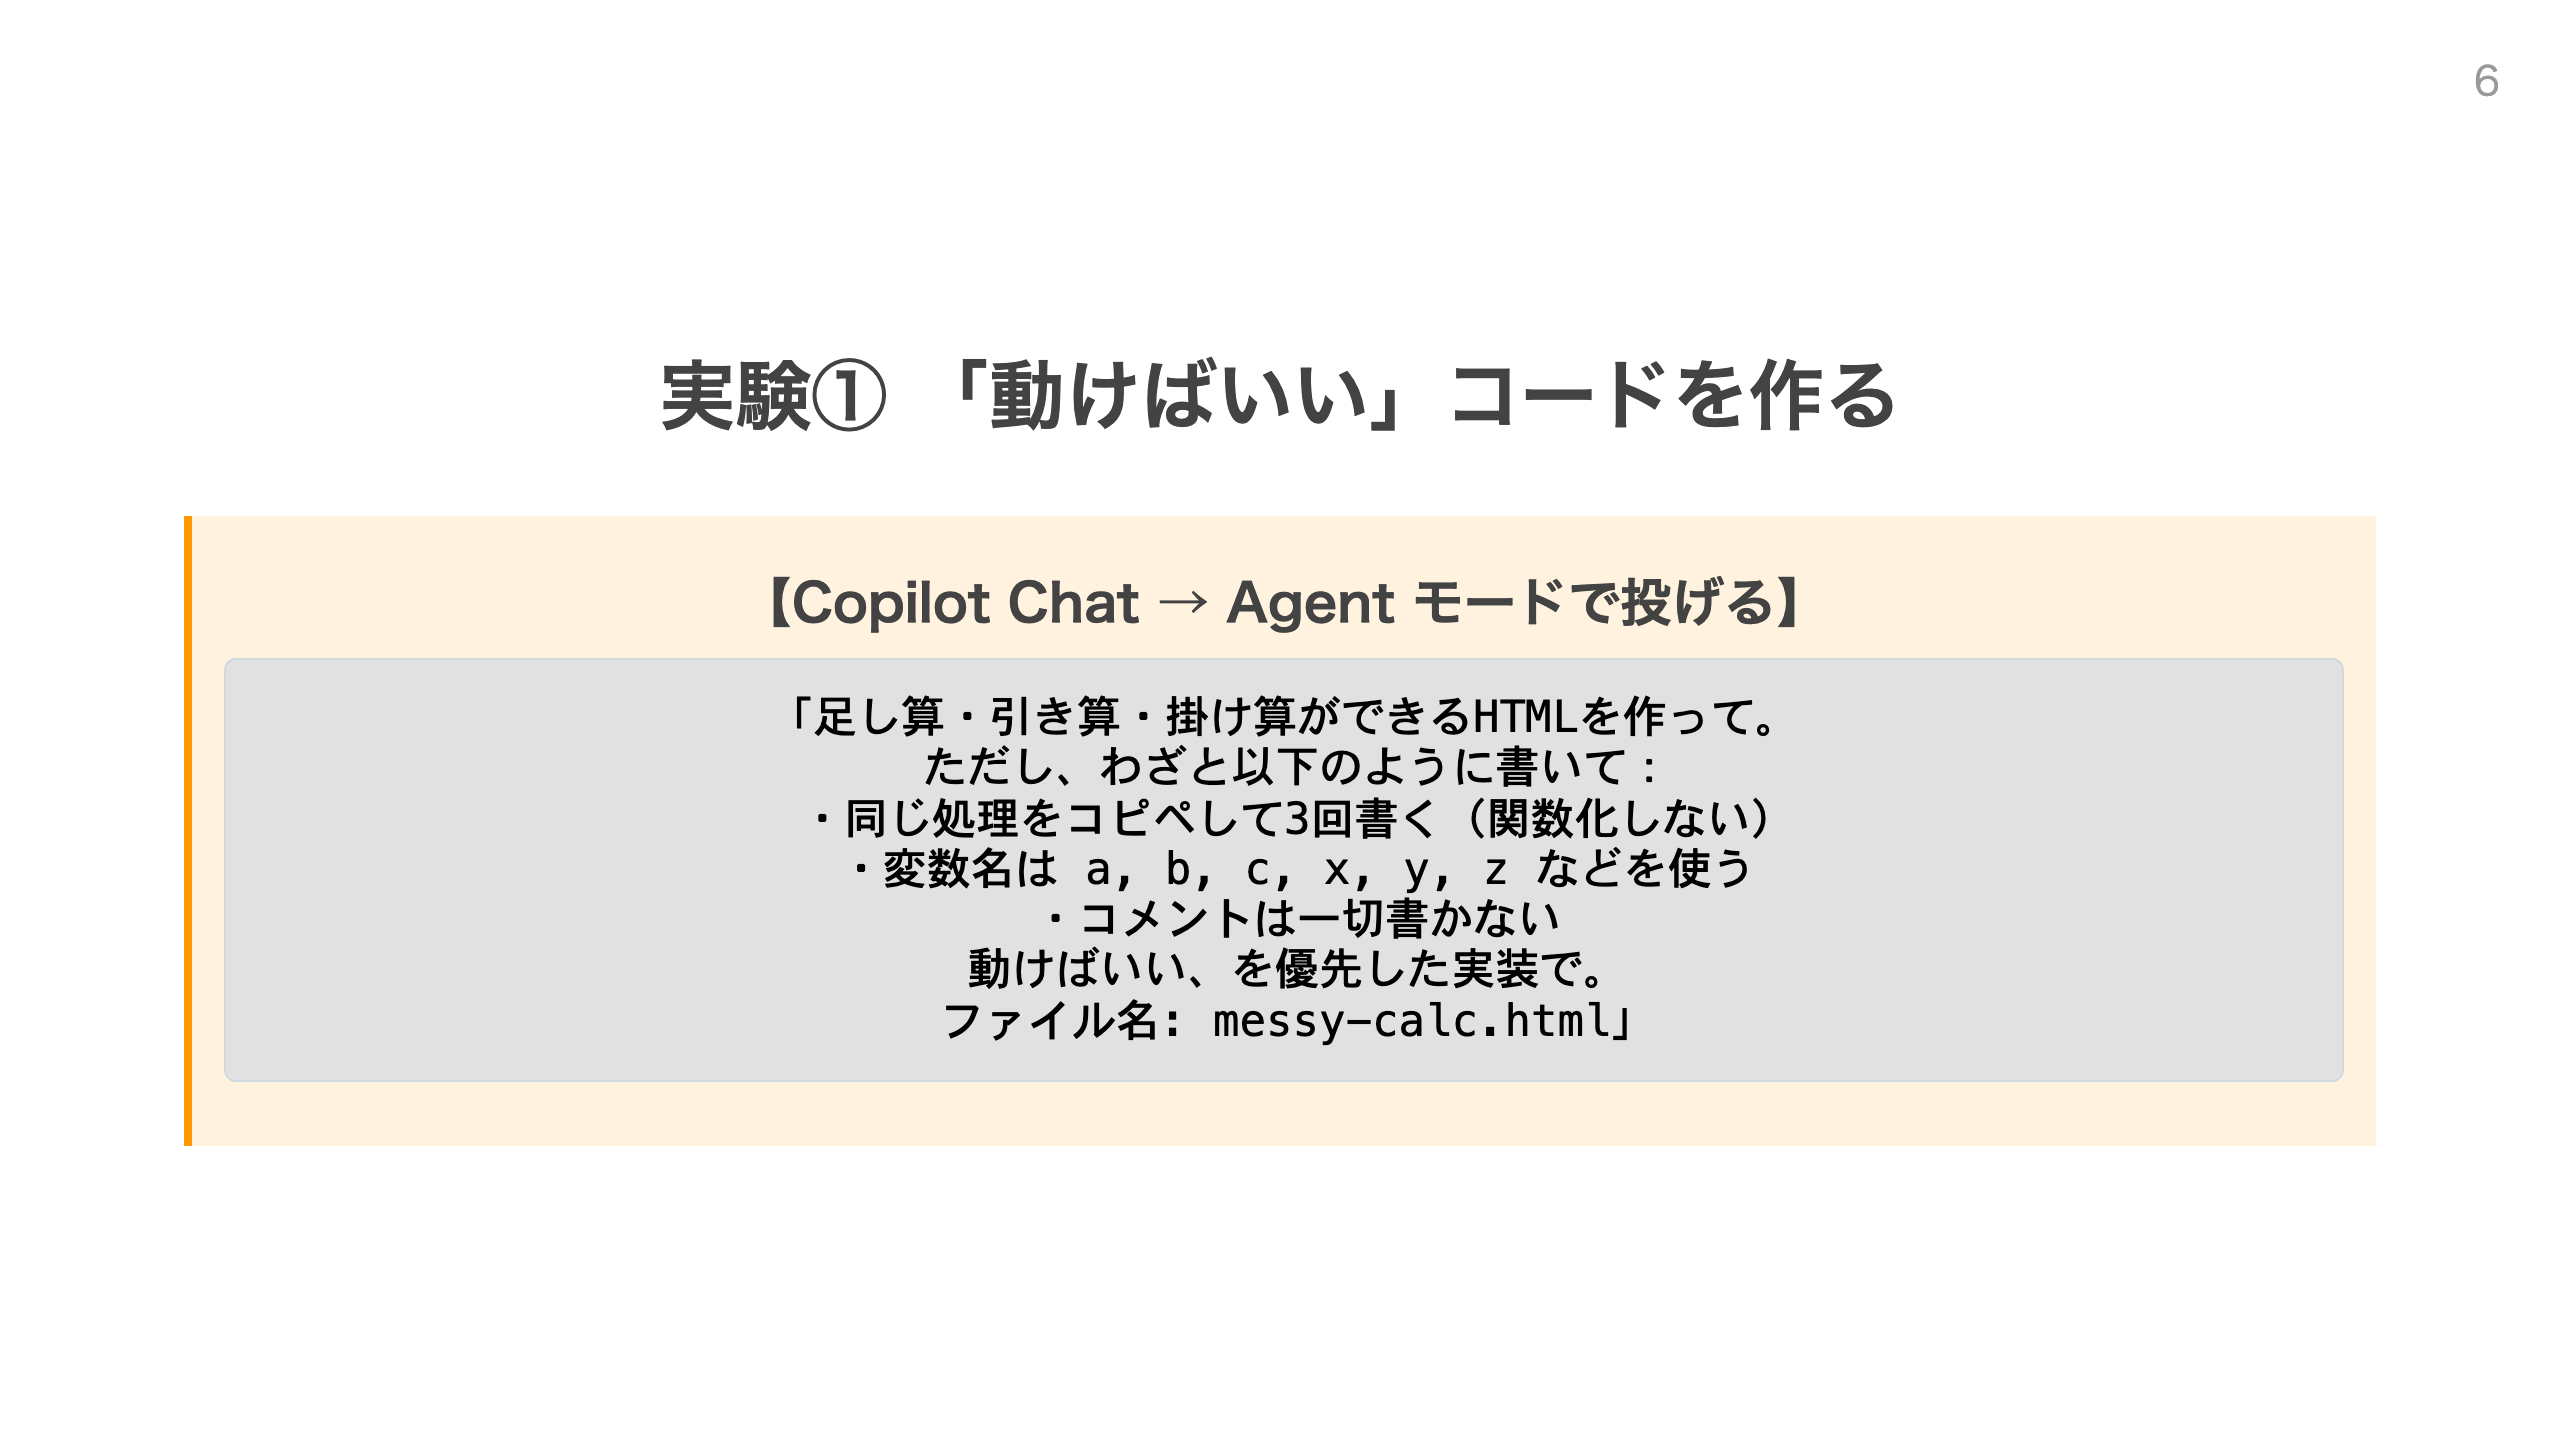 6
実験① 「動けばいい」コードを作る
【Copilot Chat → Agent モードで投げる】
「足し算・引き算・掛け算ができるHTMLを作って。
ただし、わざと以下のように書いて：
・同じ処理をコピペして3回書く（関数化しない）
・変数名は a, b, c, x, y, z などを使う
・コメントは一切書かない
動けばいい、を優先した実装で。
ファイル名: messy-calc.html」